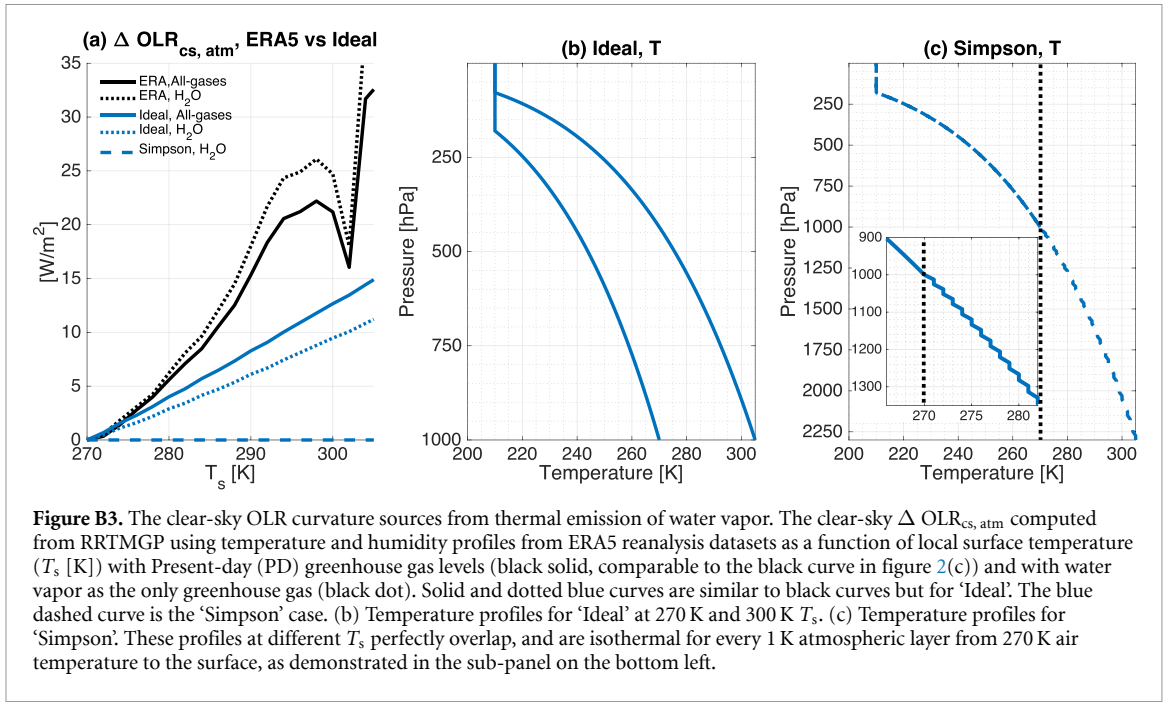 (a) Δ OLRcs, atm, ERA5 vs Ideal
35
30
25
20
15
10
5
0
[W/m²]
ERA,All-gases
ERA, H₂O
Ideal, All-gases
Ideal, H₂O
Simpson, H₂O
270 280 290 300
Ts [K]
(b) Ideal, T
Pressure [hPa]
250
500
750
1000
200 220 240 260 280 300
Temperature [K]
(c) Simpson, T
Pressure [hPa]
250
500
750
1000
1250
1500
1750
2000
2250
900
1000
1100
1200
1300
270 275 280
200 220 240 260 280 300
Temperature [K]
Figure B3. The clear-sky OLR curvature sources from thermal emission of water vapor. The clear-sky Δ OLRcs, atm computed
from RRTMGP using temperature and humidity profiles from ERA5 reanalysis datasets as a function of local surface temperature
(Ts [K]) with Present-day (PD) greenhouse gas levels (black solid, comparable to the black curve in figure 2(c)) and with water
vapor as the only greenhouse gas (black dot). Solid and dotted blue curves are similar to black curves but for ‘Ideal’. The blue
dashed curve is the ‘Simpson’ case. (b) Temperature profiles for ‘Ideal’ at 270 K and 300 K Ts. (c) Temperature profiles for
‘Simpson’. These profiles at different Ts perfectly overlap, and are isothermal for every 1 K atmospheric layer from 270 K air
temperature to the surface, as demonstrated in the sub-panel on the bottom left.